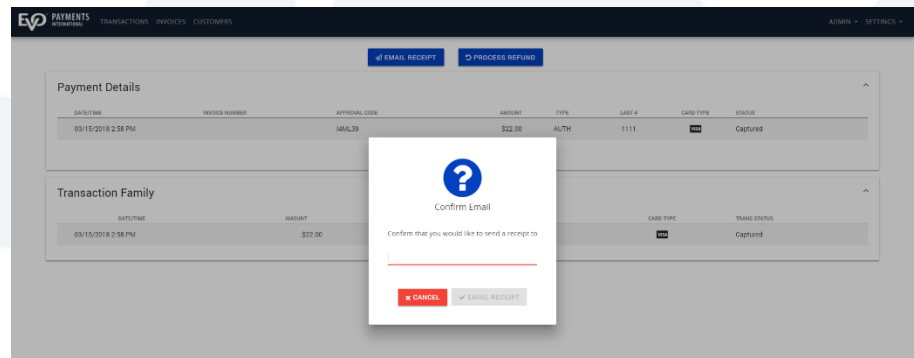 EVO PAYMENTS INTERNATIONAL TRANSACTIONS INVOICES CUSTOMERS ADMIN SETTINGS
EMAIL RECEIPT PROCESS REFUND
Payment Details
DATE/TIME INVOICE NUMBER APPROVAL CODE AMOUNT TYPE LAST 4 CARD TYPE STATUS
03/15/2018 2:58 PM I4ML39 $22.00 AUTH 1111 VISA Captured
Transaction Family
DATE/TIME AMOUNT CARD TYPE TRANS STATUS
03/15/2018 2:58 PM $22.00 VISA Captured
?
Confirm Email
Confirm that you would like to send a receipt to
CANCEL EMAIL RECEIPT